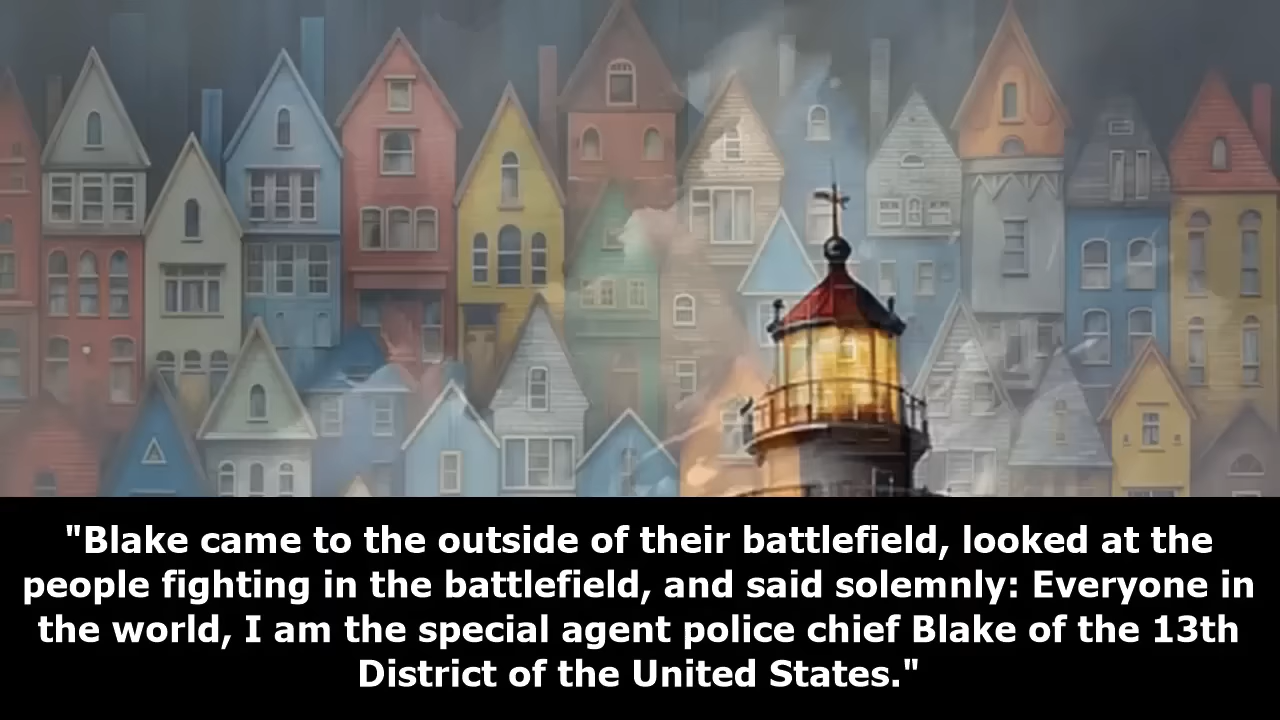 "Blake came to the outside of their battlefield, looked at the
people fighting in the battlefield, and said solemnly: Everyone in
the world, I am the special agent police chief Blake of the 13th
District of the United States."